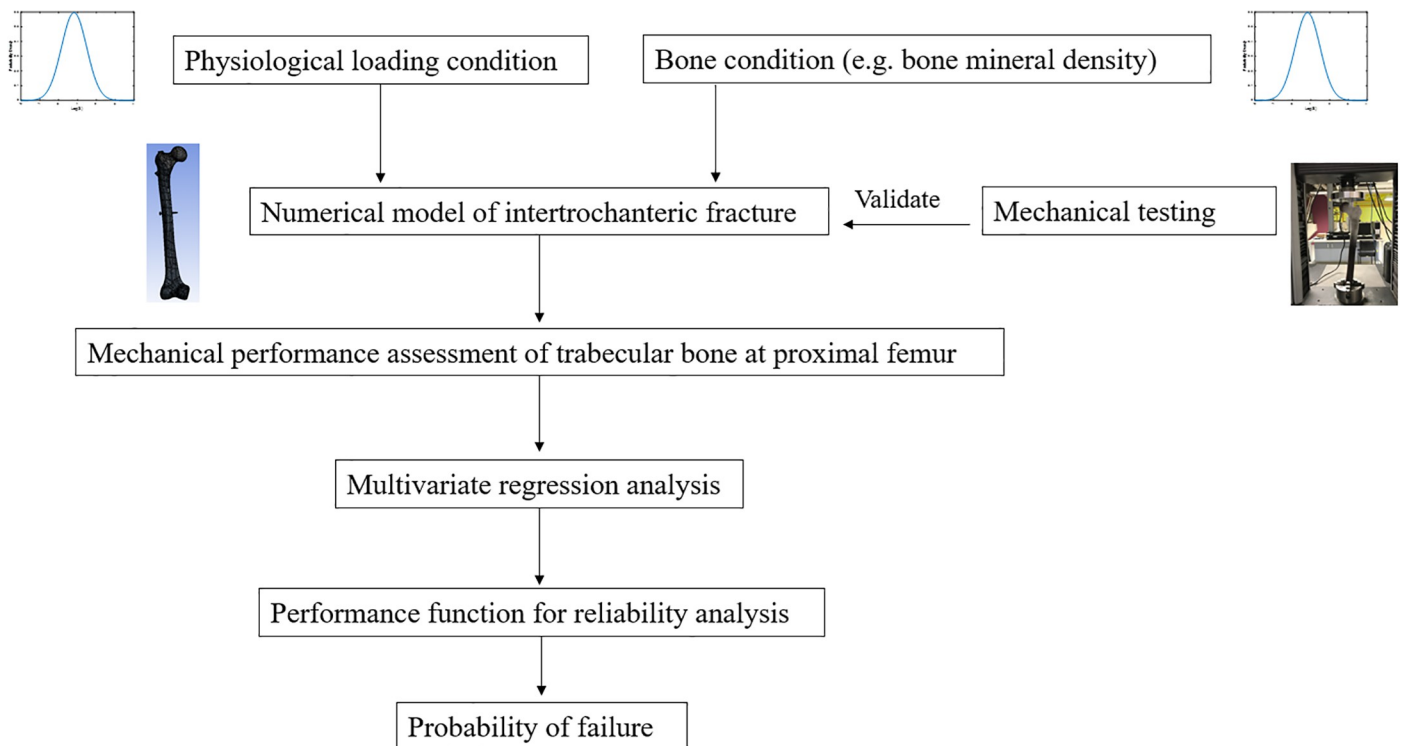 Physiological loading condition
Bone condition (e.g. bone mineral density)
Numerical model of intertrochanteric fracture
Validate
Mechanical testing
Mechanical performance assessment of trabecular bone at proximal femur
Multivariate regression analysis
Performance function for reliability analysis
Probability of failure